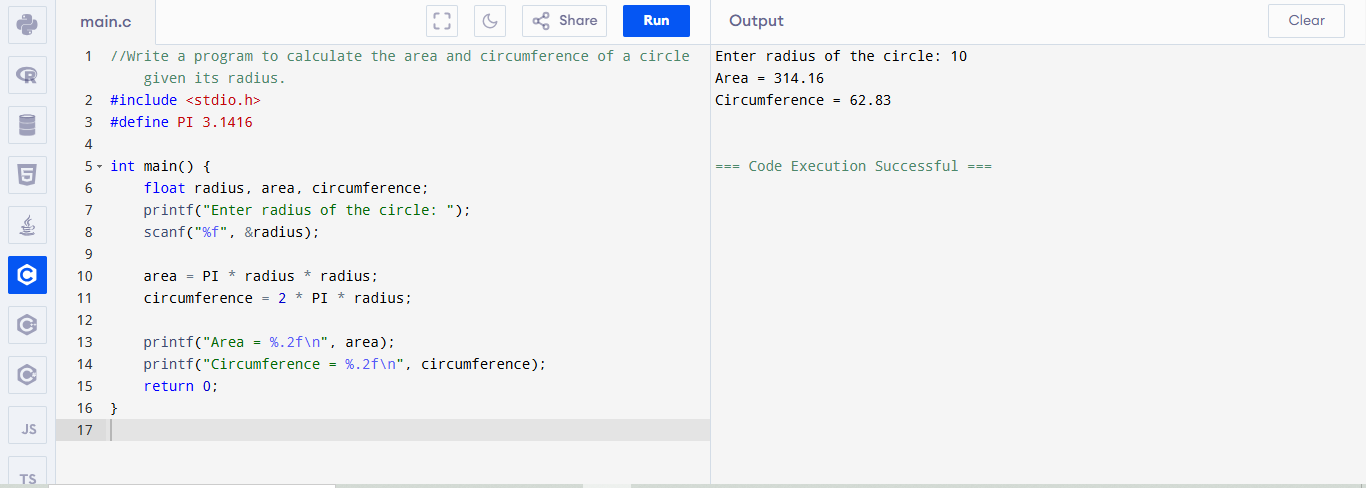 main.c
Share
Run
Output
Clear
1 //Write a program to calculate the area and circumference of a circle
given its radius.
2 #include <stdio.h>
3 #define PI 3.1416
4
5 int main() {
6     float radius, area, circumference;
7     printf("Enter radius of the circle: ");
8     scanf("%f", &radius);
9
10     area = PI * radius * radius;
11     circumference = 2 * PI * radius;
12
13     printf("Area = %.2f\n", area);
14     printf("Circumference = %.2f\n", circumference);
15     return 0;
16 }
17
Enter radius of the circle: 10
Area = 314.16
Circumference = 62.83
=== Code Execution Successful ===
R
5
C
C
C
JS
TS